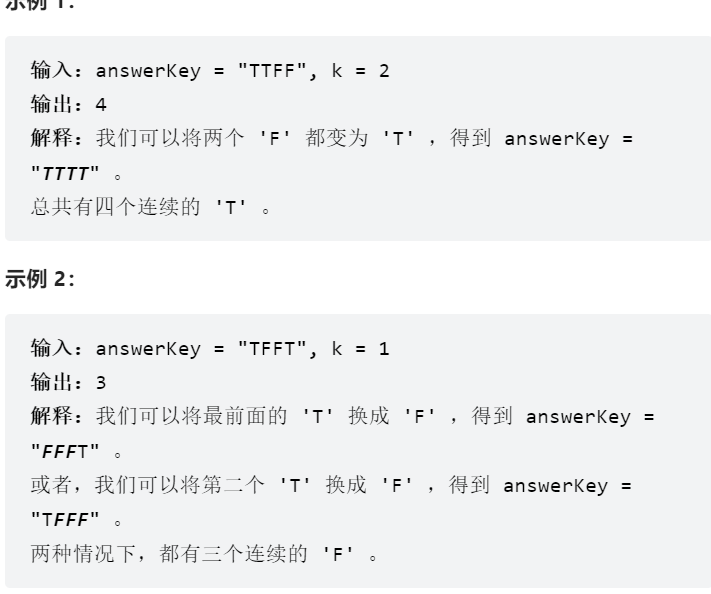 示例 1:
输入：answerKey = "TTFF", k = 2
输出：4
解释：我们可以将两个 'F' 都变为 'T' ，得到 answerKey =
"TTTT" 。
总共有四个连续的 'T' 。
示例 2：
输入：answerKey = "TFFT", k = 1
输出：3
解释：我们可以将最前面的 'T' 换成 'F' ，得到 answerKey =
"FFFT" 。
或者，我们可以将第二个 'T' 换成 'F' ，得到 answerKey =
"TFFF" 。
两种情况下，都有三个连续的 'F' 。